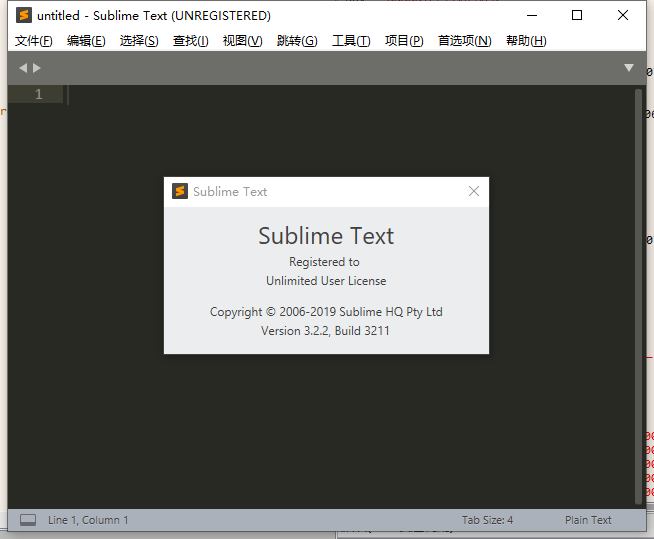 untitled - Sublime Text (UNREGISTERED)
文件(F) 编辑(E) 选择(S) 查找(I) 视图(V) 跳转(G) 工具(T) 项目(P) 首选项(N) 帮助(H)
1
Sublime Text
Sublime Text
Registered to
Unlimited User License
Copyright © 2006-2019 Sublime HQ Pty Ltd
Version 3.2.2, Build 3211
Line 1, Column 1
Tab Size: 4
Plain Text